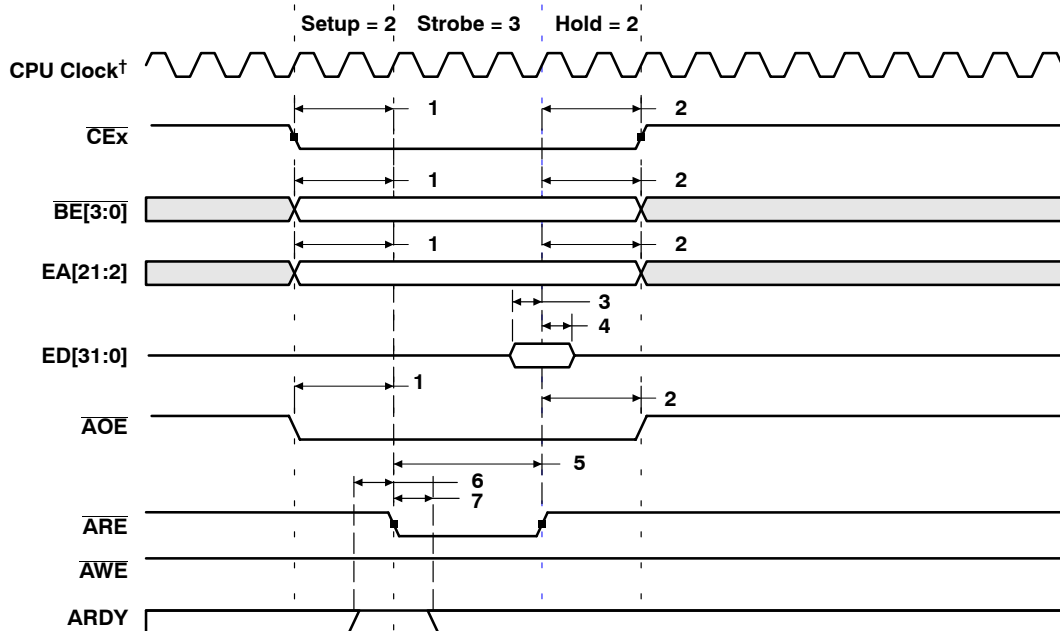 Setup = 2 Strobe = 3 Hold = 2
CPU Clock†
1 2
CEx
1 2
BE[3:0]
1 2
EA[21:2]
3
4
ED[31:0]
1
2
AOE
5
6
7
ARE
AWE
ARDY